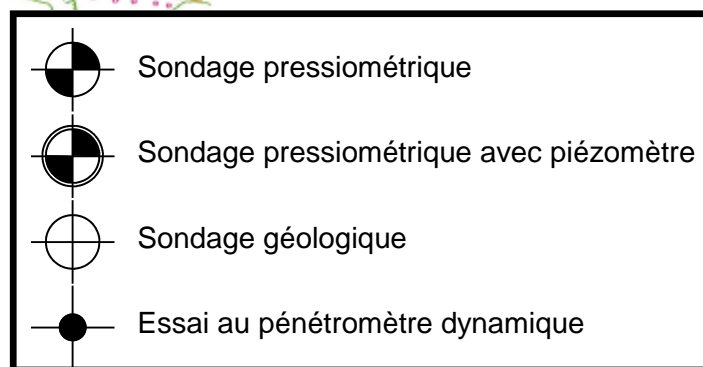 Sondage pressiométrique
Sondage pressiométrique avec piézomètre
Sondage géologique
Essai au pénétromètre dynamique